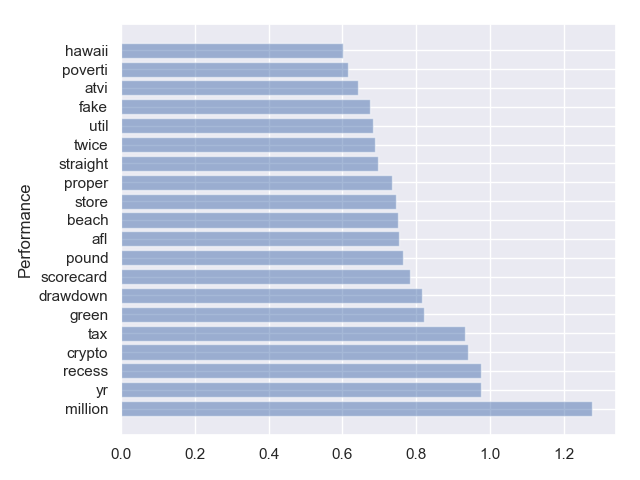 hawaii
poverti
atvi
fake
util
twice
straight
proper
store
beach
afl
pound
scorecard
drawdown
green
tax
crypto
recess
yr
million
Performance
0.0 0.2 0.4 0.6 0.8 1.0 1.2